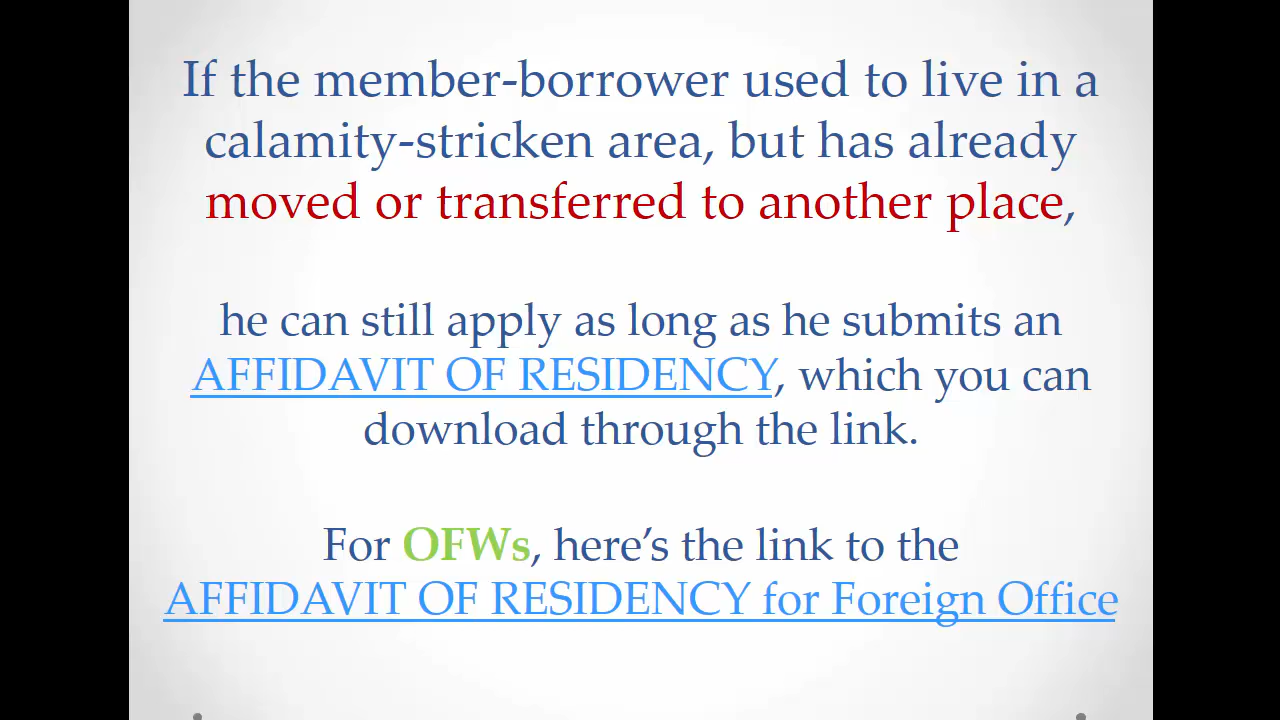 If the member-borrower used to live in a
calamity-stricken area, but has already
moved or transferred to another place,
he can still apply as long as he submits an
AFFIDAVIT OF RESIDENCY, which you can
download through the link.
For OFWs, here’s the link to the
AFFIDAVIT OF RESIDENCY for Foreign Office